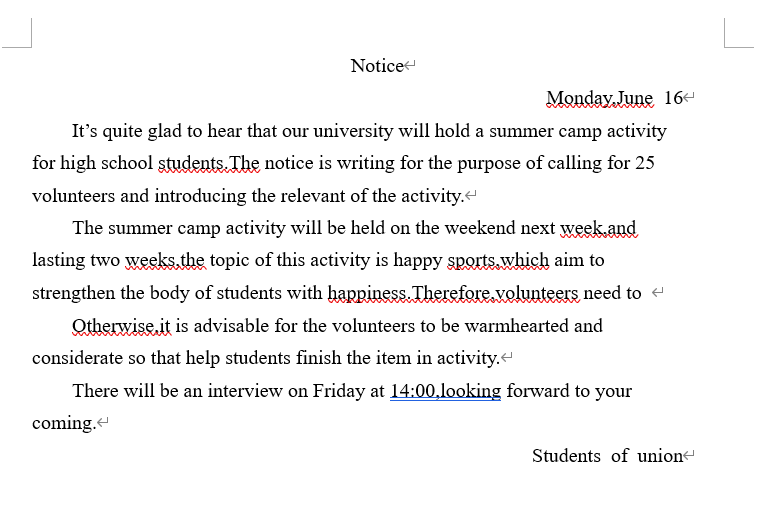 Notice
Monday,June 16
It’s quite glad to hear that our university will hold a summer camp activity
for high school students.The notice is writing for the purpose of calling for 25
volunteers and introducing the relevant of the activity.
The summer camp activity will be held on the weekend next week,and
lasting two weeks,the topic of this activity is happy sports,which aim to
strengthen the body of students with happiness.Therefore,volunteers need to
Otherwise,it is advisable for the volunteers to be warmhearted and
considerate so that help students finish the item in activity.
There will be an interview on Friday at 14:00,looking forward to your
coming.
Students of union